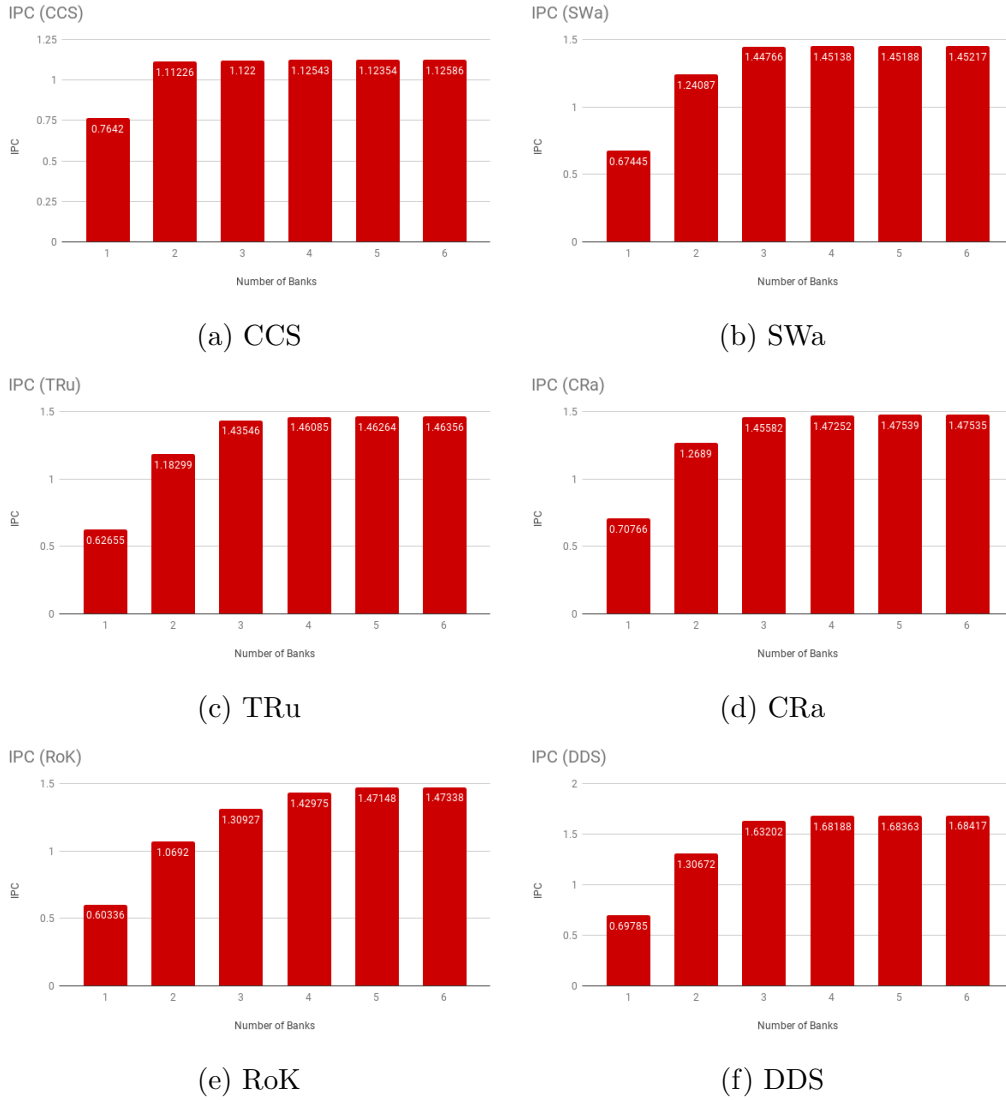 IPC (CCS)
1.25
1
0.75
0.5
0.25
0
IPC
0.7642
1.11226
1.122
1.12543
1.12354
1.12586
1 2 3 4 5 6
Number of Banks
(a) CCS
IPC (SWa)
1.5
1
0.5
0
IPC
0.67445
1.24087
1.44766
1.45138
1.45188
1.45217
1 2 3 4 5 6
Number of Banks
(b) SWa
IPC (TRu)
1.5
1
0.5
0
IPC
0.62655
1.18299
1.43546
1.46085
1.46264
1.46356
1 2 3 4 5 6
Number of Banks
(c) TRu
IPC (CRa)
1.5
1
0.5
0
IPC
0.70766
1.2689
1.45582
1.47252
1.47539
1.47535
1 2 3 4 5 6
Number of Banks
(d) CRa
IPC (RoK)
1.5
1
0.5
0
IPC
0.60336
1.0692
1.30927
1.42975
1.47148
1.47338
1 2 3 4 5 6
Number of Banks
(e) RoK
IPC (DDS)
2
1.5
1
0.5
0
IPC
0.69785
1.30672
1.63202
1.68188
1.68363
1.68417
1 2 3 4 5 6
Number of Banks
(f) DDS